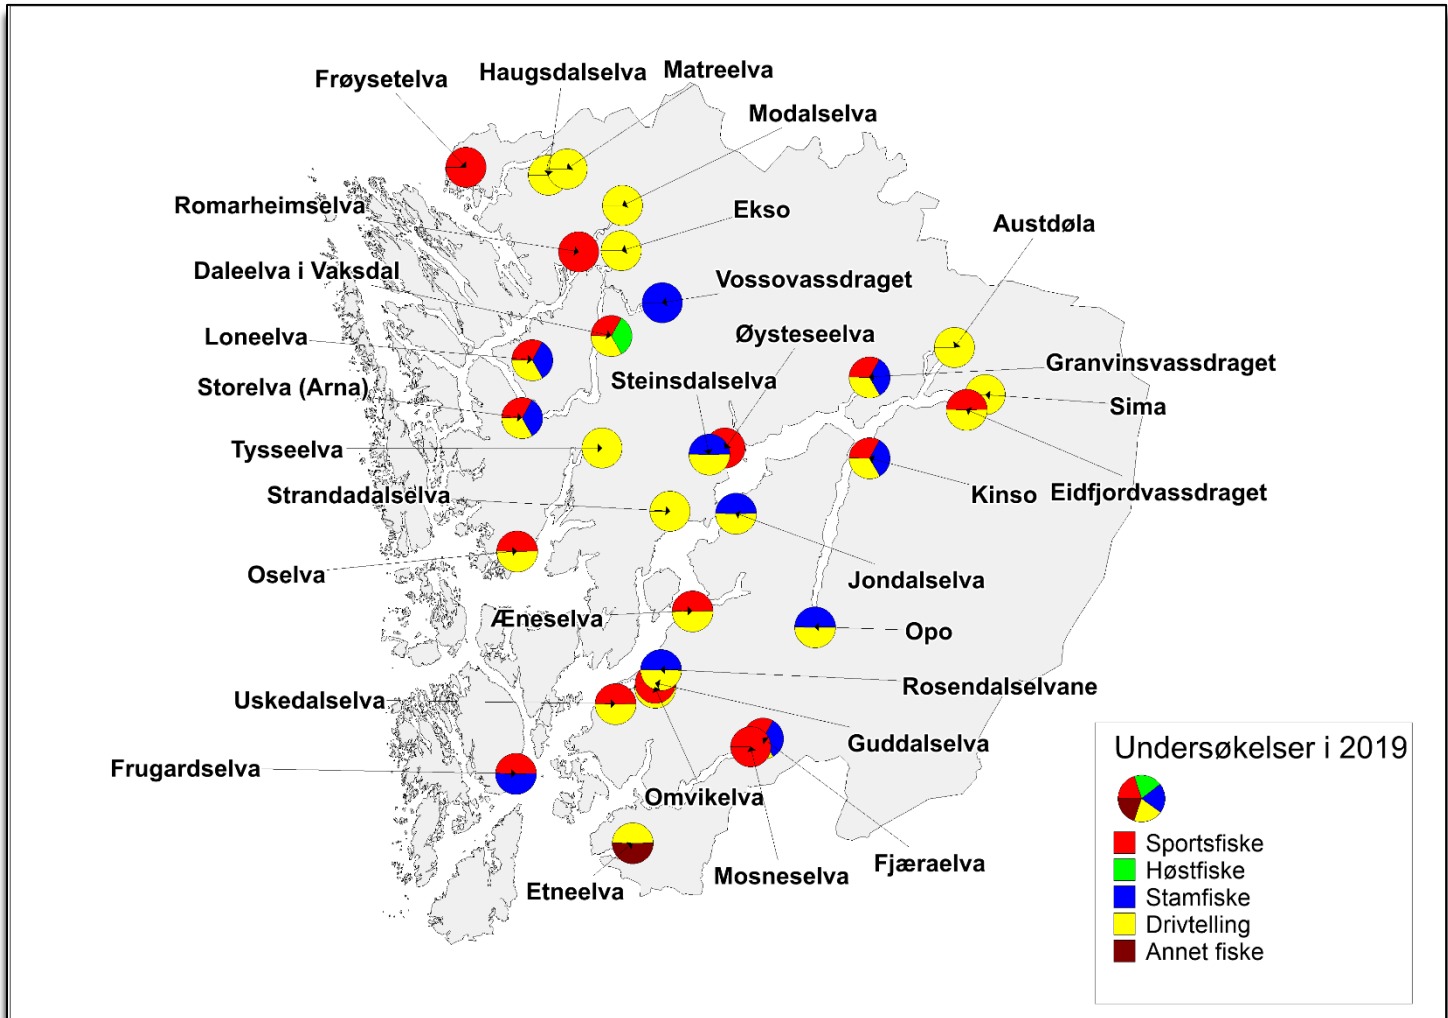 Frøysetelva
Haugsdalselva
Matreelva
Modalselva
Romarheimselva
Ekso
Austdøla
Daleelva i Vaksdal
Vossovassdraget
Loneelva
Øysteseelva
Granvinsvassdraget
Storelva (Arna)
Steinsdalselva
Sima
Tysseelva
Strandadalselva
Kinso
Eidfjordvassdraget
Oselva
Jondalselva
Æneselva
Opo
Uskedalselva
Rosendalselvane
Guddalselva
Frugardselva
Omvikelva
Etneelva
Mosneselva
Fjæraelva
Undersøkelser i 2019
Sportsfiske
Høstfiske
Stamfiske
Drivtelling
Annet fiske